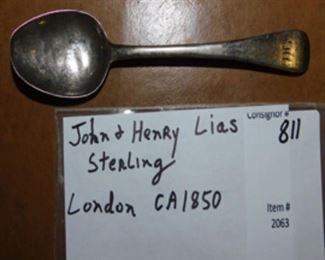 John & Henry Lias
Sterling
London CA1850
Consignor #
811
Item #
2063